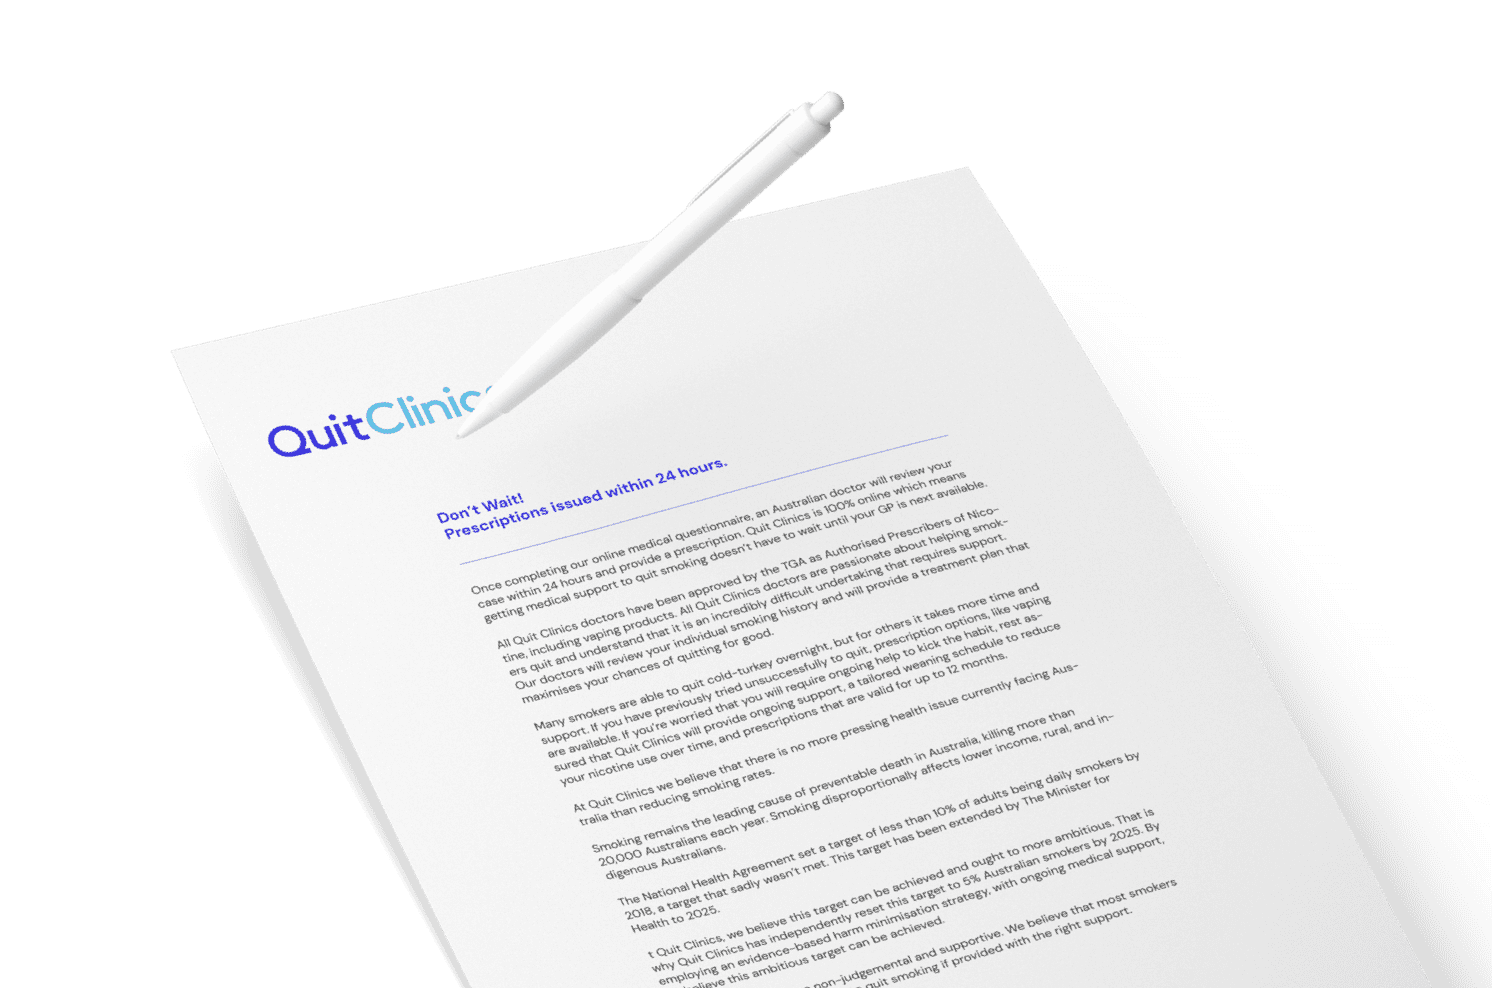 QuitClinics
Don't Wait!
Prescriptions issued within 24 hours.
Once completing our online medical questionnaire, an Australian doctor will review your
case within 24 hours and provide a prescription. Quit Clinics is 100% online which means
getting medical support to quit smoking doesn't have to wait until your GP is next available.
All Quit Clinics doctors have been approved by the TGA as Authorised Prescribers of Nico-
tine, including vaping products. All Quit Clinics doctors are passionate about helping smok-
ers quit and understand that it is an incredibly difficult undertaking that requires support.
Our doctors will review your individual smoking history and will provide a treatment plan that
maximises your chances of quitting for good.
Many smokers are able to quit cold-turkey overnight, but for others it takes more time and
support. If you have previously tried unsuccessfully to quit, prescription options, like vaping
are available. If you're worried that you will require ongoing help to kick the habit, rest as-
sured that Quit Clinics will provide ongoing support, a tailored weaning schedule to reduce
your nicotine use over time, and prescriptions that are valid for up to 12 months.
At Quit Clinics we believe that there is no more pressing health issue currently facing Aus-
tralia than reducing smoking rates.
Smoking remains the leading cause of preventable death in Australia, killing more than
20,000 Australians each year. Smoking disproportionally affects lower income, rural, and in-
digenous Australians.
The National Health Agreement set a target of less than 10% of adults being daily smokers by
2018, a target that sadly wasn't met. This target has been extended by The Minister for
Health to 2025.
t Quit Clinics, we believe this target can be achieved and ought to more ambitious. That is
why Quit Clinics has independently reset this target to 5% Australian smokers by 2025. By
employing an evidence-based harm minimisation strategy, with ongoing medical support,
believe this ambitious target can be achieved.
non-judgemental and supportive. We believe that most smokers
quit smoking if provided with the right support.